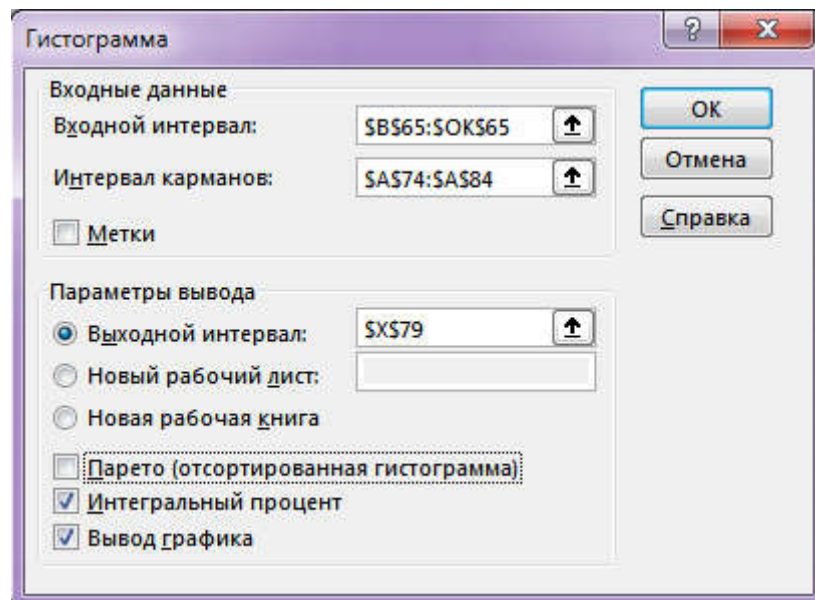 Гистограмма
Входные данные
Входной интервал: $B$65:$OK$65
Интервал карманов: $A$74:$A$84
Метки
OK
Отмена
Справка
Параметры вывода
Выходной интервал: $X$79
Новый рабочий лист:
Новая рабочая книга
Парето (отсортированная гистограмма)
Интегральный процент
Вывод графика